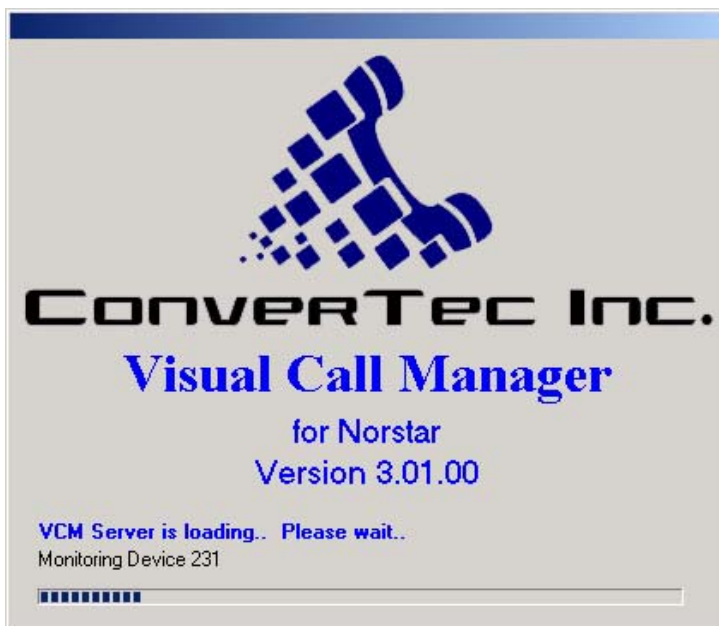 ConverTec Inc.
Visual Call Manager
for Norstar
Version 3.01.00
VCM Server is loading.. Please wait..
Monitoring Device 231